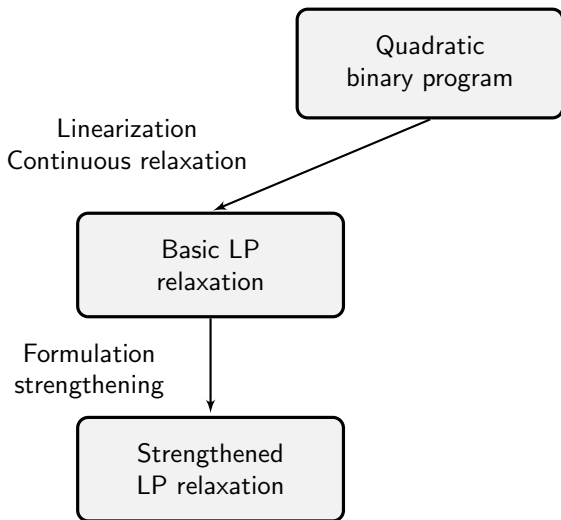 Quadratic
binary program
Linearization
Continuous relaxation
Basic LP
relaxation
Formulation
strengthening
Strengthened
LP relaxation